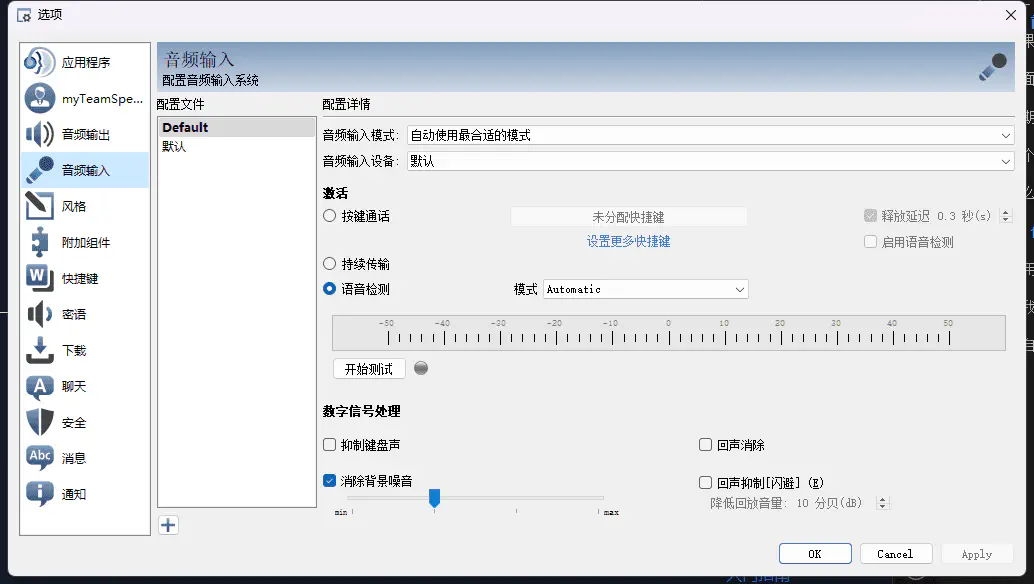 选项
应用程序
myTeamSpe...
音频输出
音频输入
风格
附加组件
快捷键
密语
下载
聊天
安全
消息
通知
音频输入
配置音频输入系统
配置文件
Default
默认
配置详情
音频输入模式: 自动使用最合适的模式
音频输入设备: 默认
激活
按键通话 未分配快捷键 释放延迟 0.3 秒(s)
设置更多快捷键 启用语音检测
持续传输
语音检测 模式 Automatic
-50 -40 -30 -20 -10 0 10 20 30 40 50
开始测试
数字信号处理
抑制键盘声 回声消除
消除背景噪音 回声抑制[闪避] (E)
min max 降低回放音量: 10 分贝(dB)
OK Cancel Apply
入门指南